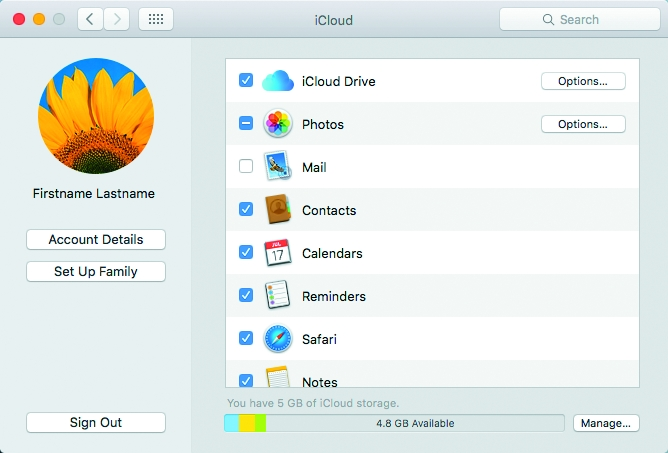 iCloud
Search
Firstname Lastname
Account Details
Set Up Family
Sign Out
iCloud Drive
Options...
Photos
Options...
Mail
Contacts
JUL
17
Calendars
Reminders
Safari
Notes
You have 5 GB of iCloud storage.
4.8 GB Available
Manage...